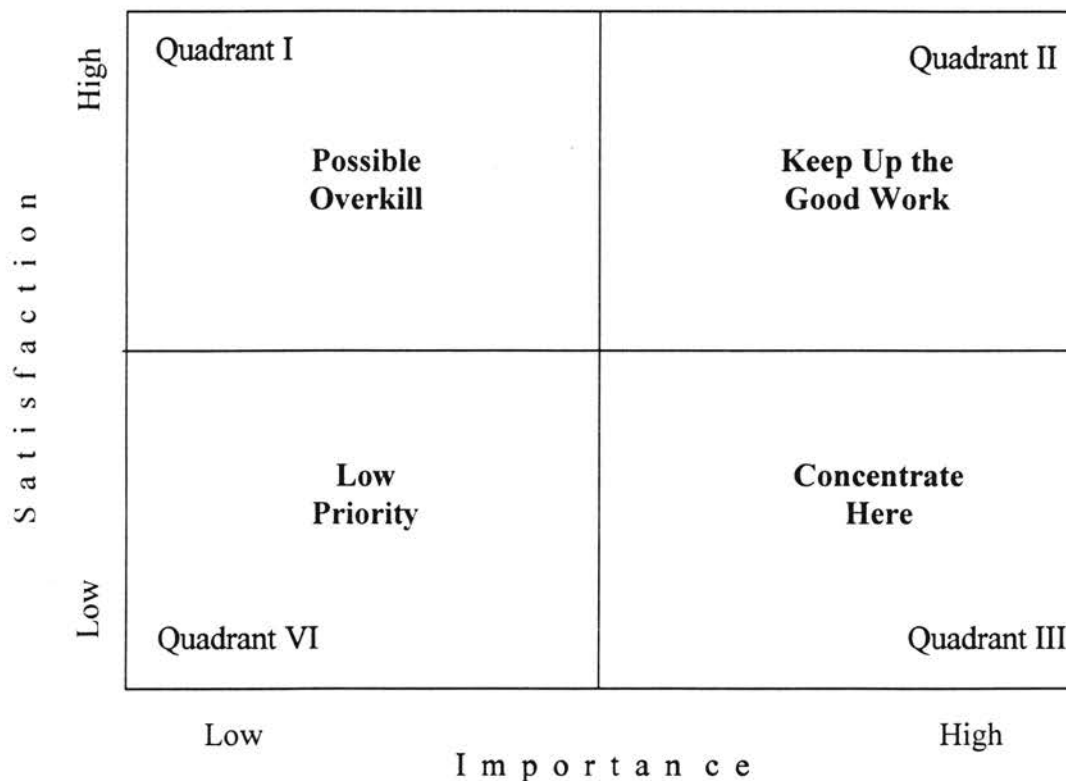 High
Quadrant I
Quadrant II
Possible
Overkill
Keep Up the
Good Work
Satisfaction
Low
Priority
Concentrate
Here
Low
Quadrant VI
Quadrant III
Low
High
Importance